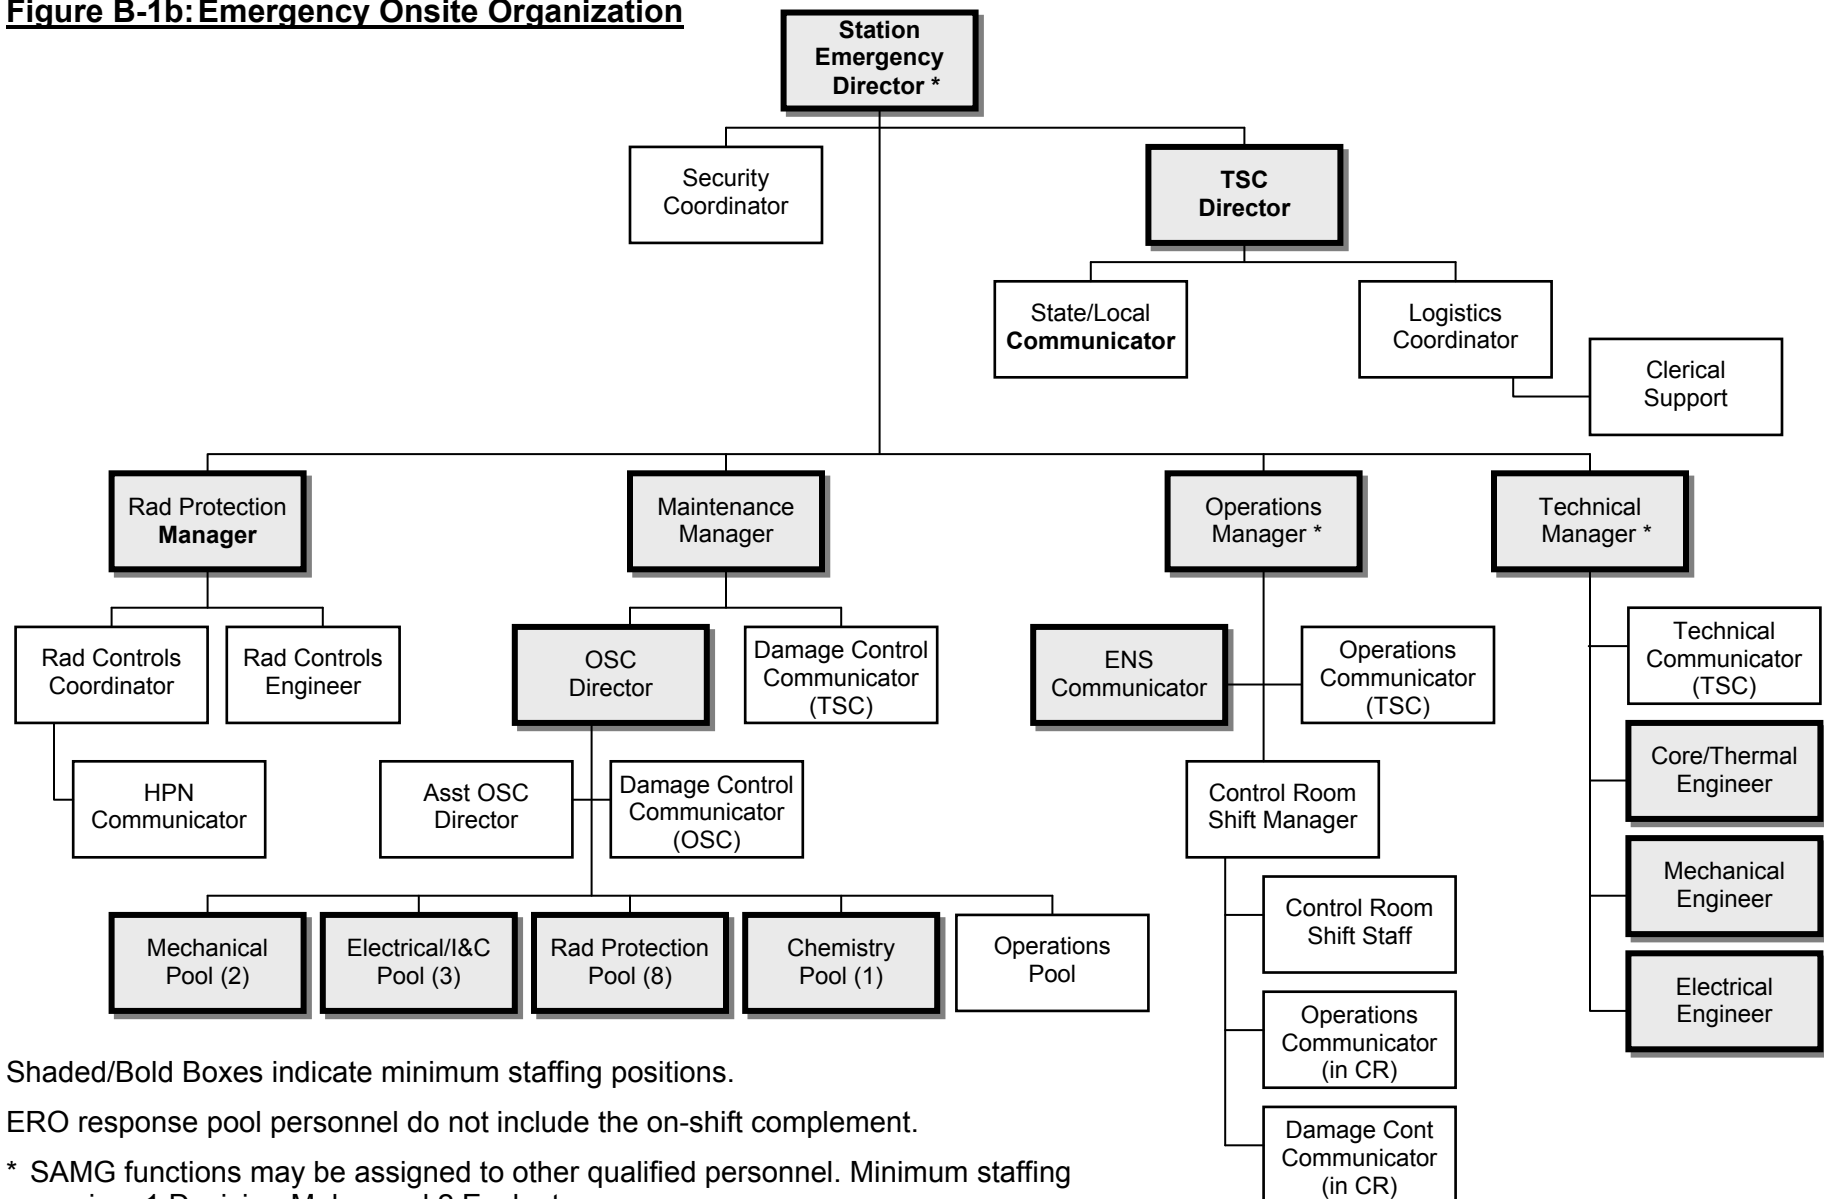 Figure B-1b: Emergency Onsite Organization
Station
Emergency
Director *
Security
Coordinator
TSC
Director
State/Local
Communicator
Logistics
Coordinator
Clerical
Support
Rad Protection
Manager
Maintenance
Manager
Operations
Manager *
Technical
Manager *
Rad Controls
Coordinator
Rad Controls
Engineer
OSC
Director
Damage Control
Communicator
(TSC)
ENS
Communicator
Operations
Communicator
(TSC)
Technical
Communicator
(TSC)
Core/Thermal
Engineer
HPN
Communicator
Asst OSC
Director
Damage Control
Communicator
(OSC)
Control Room
Shift Manager
Mechanical
Engineer
Control Room
Shift Staff
Mechanical
Pool (2)
Electrical/I&C
Pool (3)
Rad Protection
Pool (8)
Chemistry
Pool (1)
Operations
Pool
Electrical
Engineer
Operations
Communicator
(in CR)
Damage Cont
Communicator
(in CR)
Shaded/Bold Boxes indicate minimum staffing positions.
ERO response pool personnel do not include the on-shift complement.
* SAMG functions may be assigned to other qualified personnel. Minimum staffing